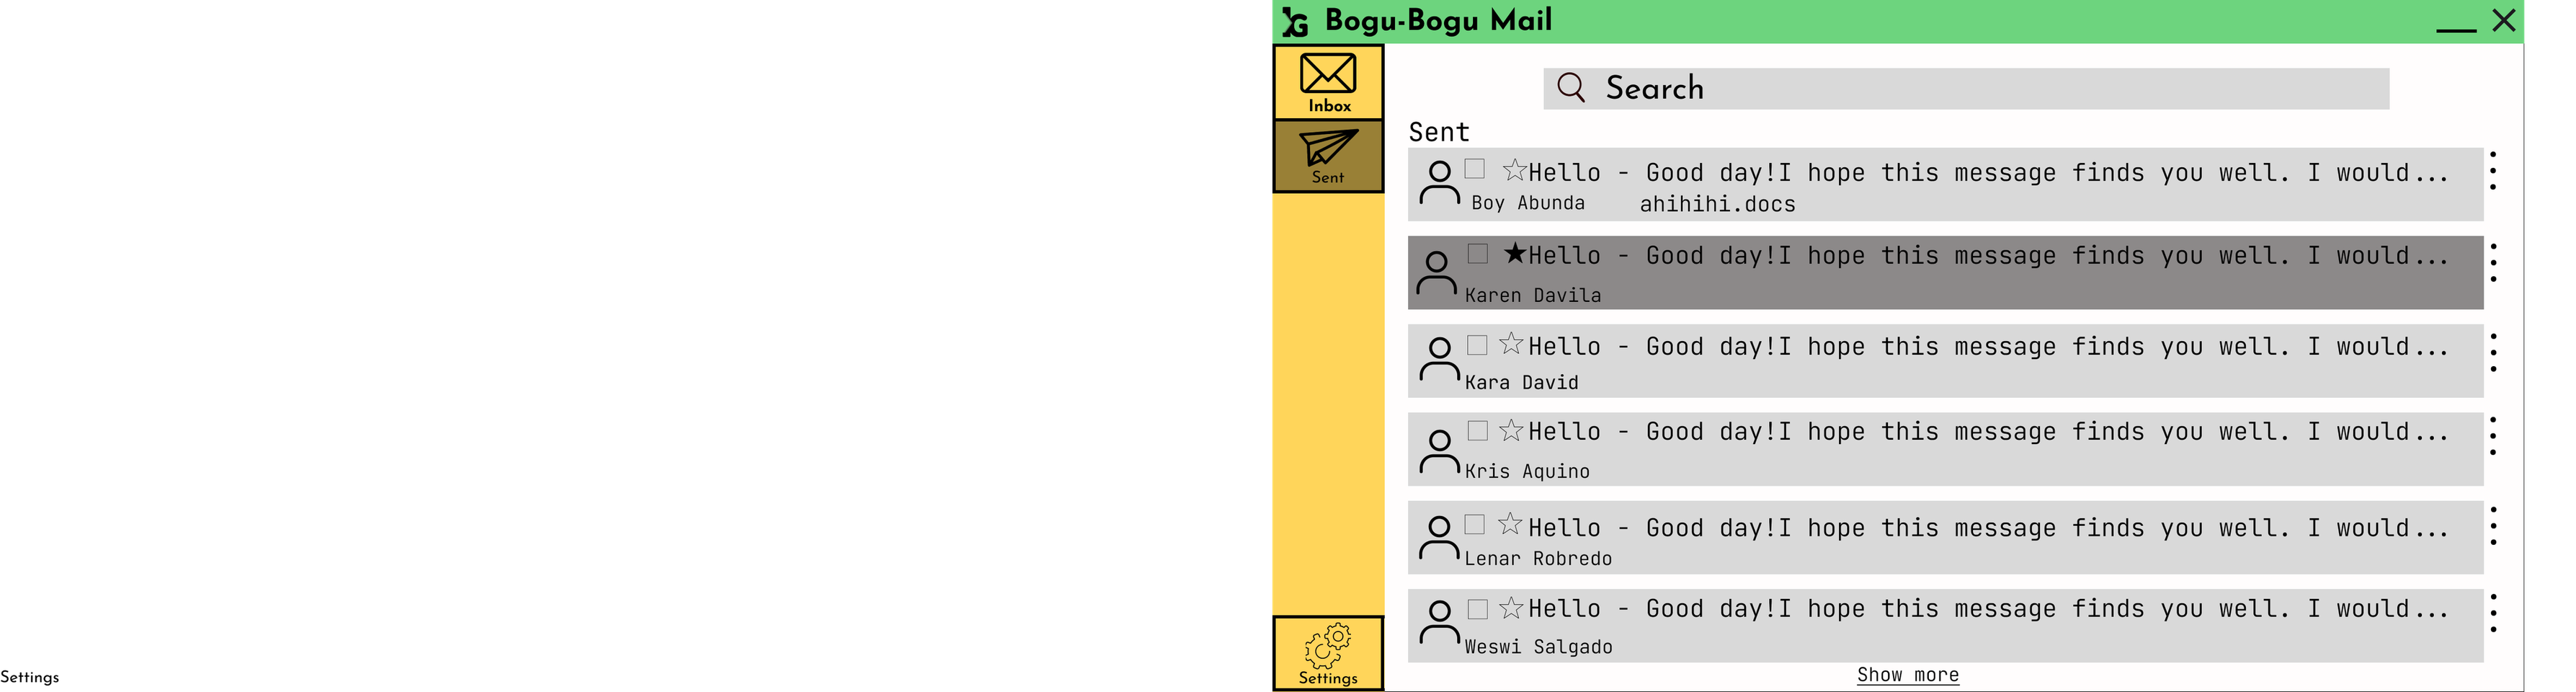 Bogu-Bogu Mail
Inbox
Sent
Settings
Settings
Search
Sent
☆Hello - Good day!I hope this message finds you well. I would...
Boy Abunda ahihihi.docs
★Hello - Good day!I hope this message finds you well. I would...
Karen Davila
☆Hello - Good day!I hope this message finds you well. I would...
Kara David
☆Hello - Good day!I hope this message finds you well. I would...
Kris Aquino
☆Hello - Good day!I hope this message finds you well. I would...
Lenar Robredo
☆Hello - Good day!I hope this message finds you well. I would...
Weswi Salgado
Show more